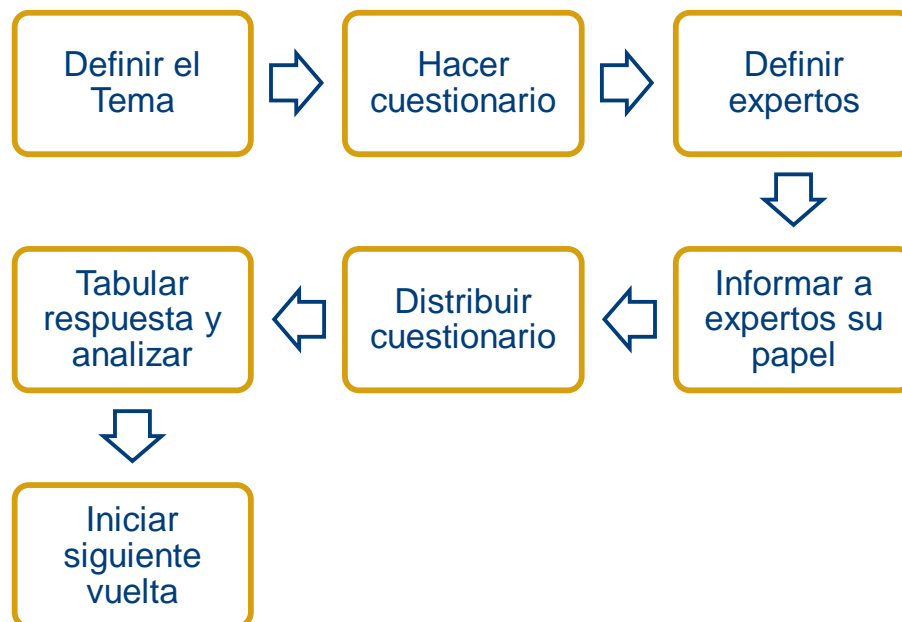 Definir el
Tema
Hacer
cuestionario
Definir
expertos
Informar a
expertos su
papel
Distribuir
cuestionario
Tabular
respuesta y
analizar
Iniciar
siguiente
vuelta